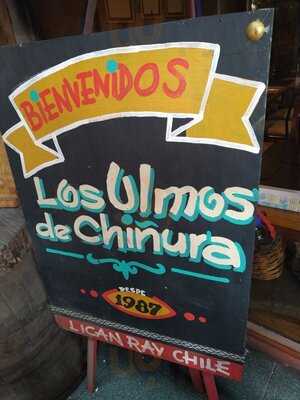 BIENVENIDOS
Los Ulmos
de Chiñura
DESDE
1987
LICAN RAY CHILE